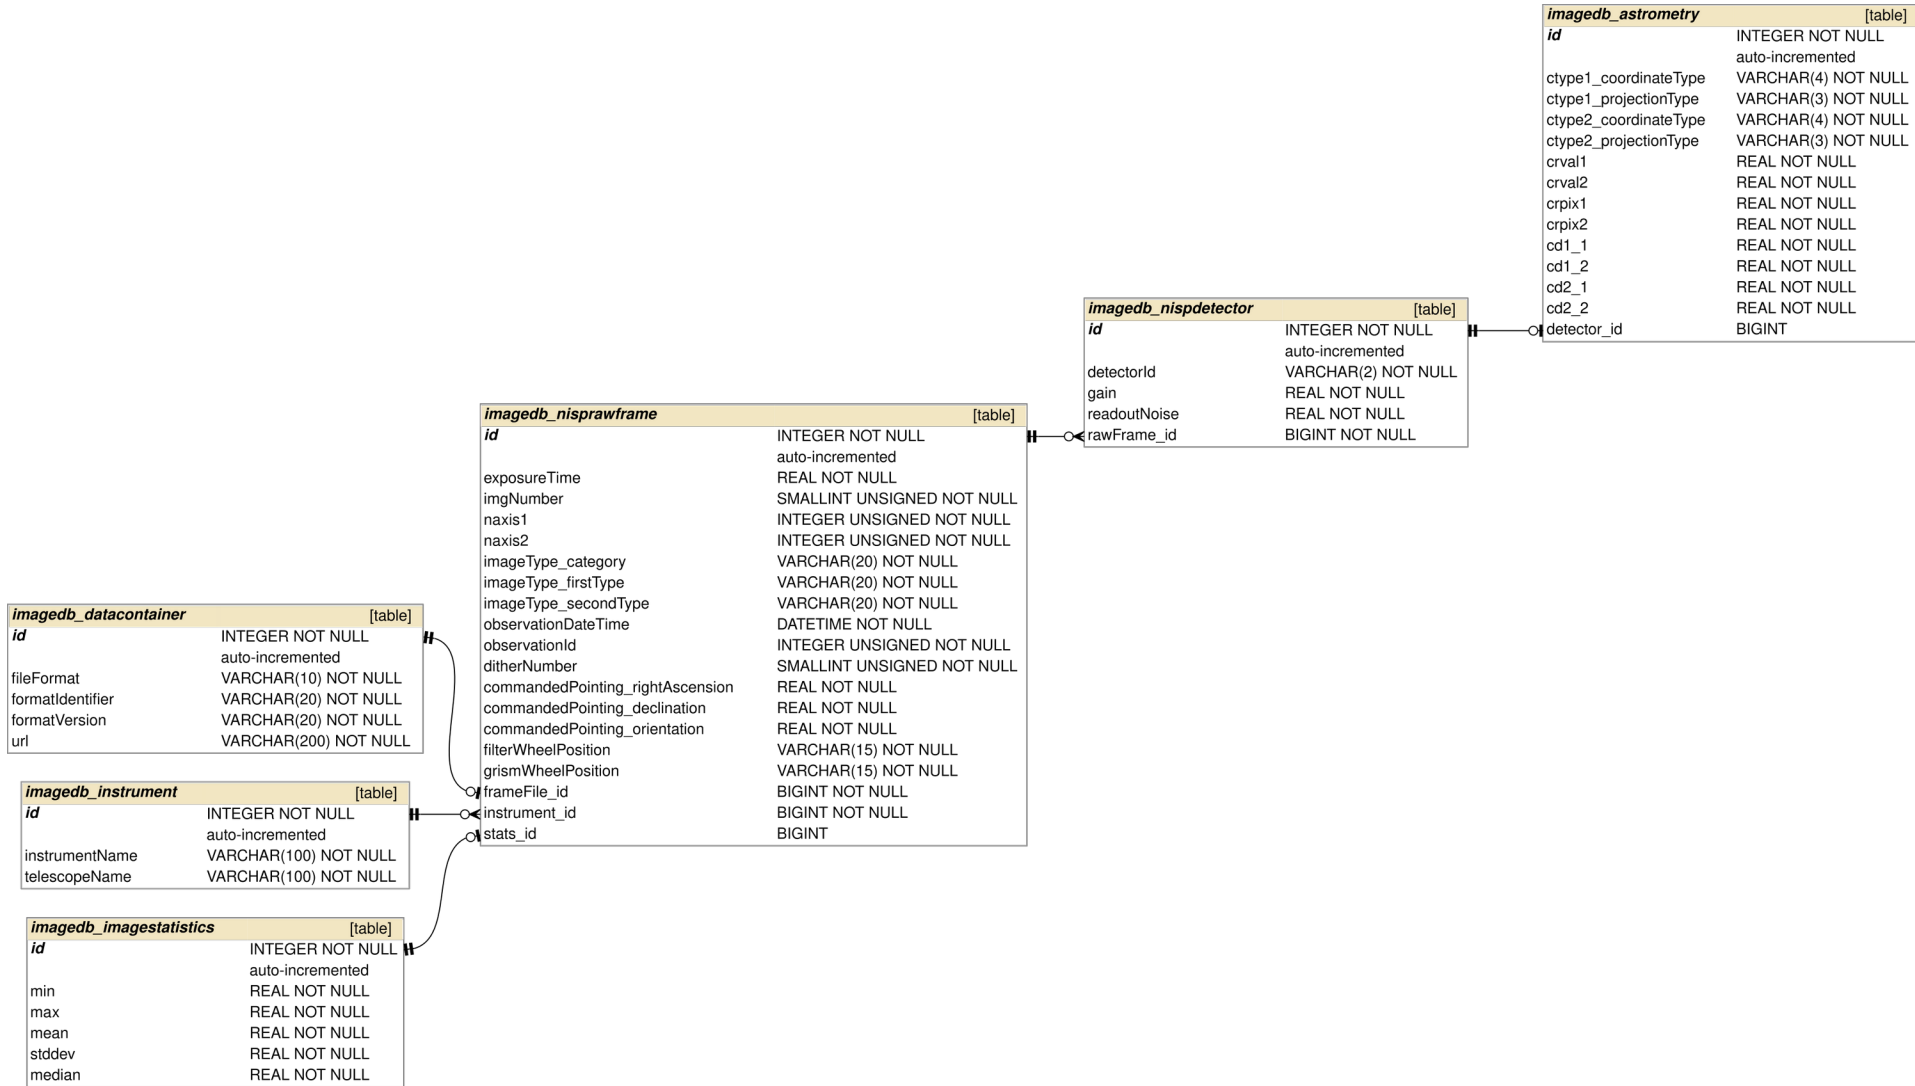 imagedb_astrometry [table]
id INTEGER NOT NULL
auto-incremented
ctype1_coordinateType VARCHAR(4) NOT NULL
ctype1_projectionType VARCHAR(3) NOT NULL
ctype2_coordinateType VARCHAR(4) NOT NULL
ctype2_projectionType VARCHAR(3) NOT NULL
crval1 REAL NOT NULL
crval2 REAL NOT NULL
crpix1 REAL NOT NULL
crpix2 REAL NOT NULL
cd1_1 REAL NOT NULL
cd1_2 REAL NOT NULL
cd2_1 REAL NOT NULL
cd2_2 REAL NOT NULL
detector_id BIGINT
imagedb_nispdetector [table]
id INTEGER NOT NULL
auto-incremented
detectorId VARCHAR(2) NOT NULL
gain REAL NOT NULL
readoutNoise REAL NOT NULL
rawFrame_id BIGINT NOT NULL
imagedb_nisprawframe [table]
id INTEGER NOT NULL
auto-incremented
exposureTime REAL NOT NULL
imgNumber SMALLINT UNSIGNED NOT NULL
naxis1 INTEGER UNSIGNED NOT NULL
naxis2 INTEGER UNSIGNED NOT NULL
imageType_category VARCHAR(20) NOT NULL
imageType_firstType VARCHAR(20) NOT NULL
imageType_secondType VARCHAR(20) NOT NULL
observationDateTime DATETIME NOT NULL
observationId INTEGER UNSIGNED NOT NULL
ditherNumber SMALLINT UNSIGNED NOT NULL
commandedPointing_rightAscension REAL NOT NULL
commandedPointing_declination REAL NOT NULL
commandedPointing_orientation REAL NOT NULL
filterWheelPosition VARCHAR(15) NOT NULL
grismWheelPosition VARCHAR(15) NOT NULL
frameFile_id BIGINT NOT NULL
instrument_id BIGINT NOT NULL
stats_id BIGINT
imagedb_datacontainer [table]
id INTEGER NOT NULL
auto-incremented
fileFormat VARCHAR(10) NOT NULL
formatIdentifier VARCHAR(20) NOT NULL
formatVersion VARCHAR(20) NOT NULL
url VARCHAR(200) NOT NULL
imagedb_instrument [table]
id INTEGER NOT NULL
auto-incremented
instrumentName VARCHAR(100) NOT NULL
telescopeName VARCHAR(100) NOT NULL
imagedb_imagestatistics [table]
id INTEGER NOT NULL
auto-incremented
min REAL NOT NULL
max REAL NOT NULL
mean REAL NOT NULL
stddev REAL NOT NULL
median REAL NOT NULL